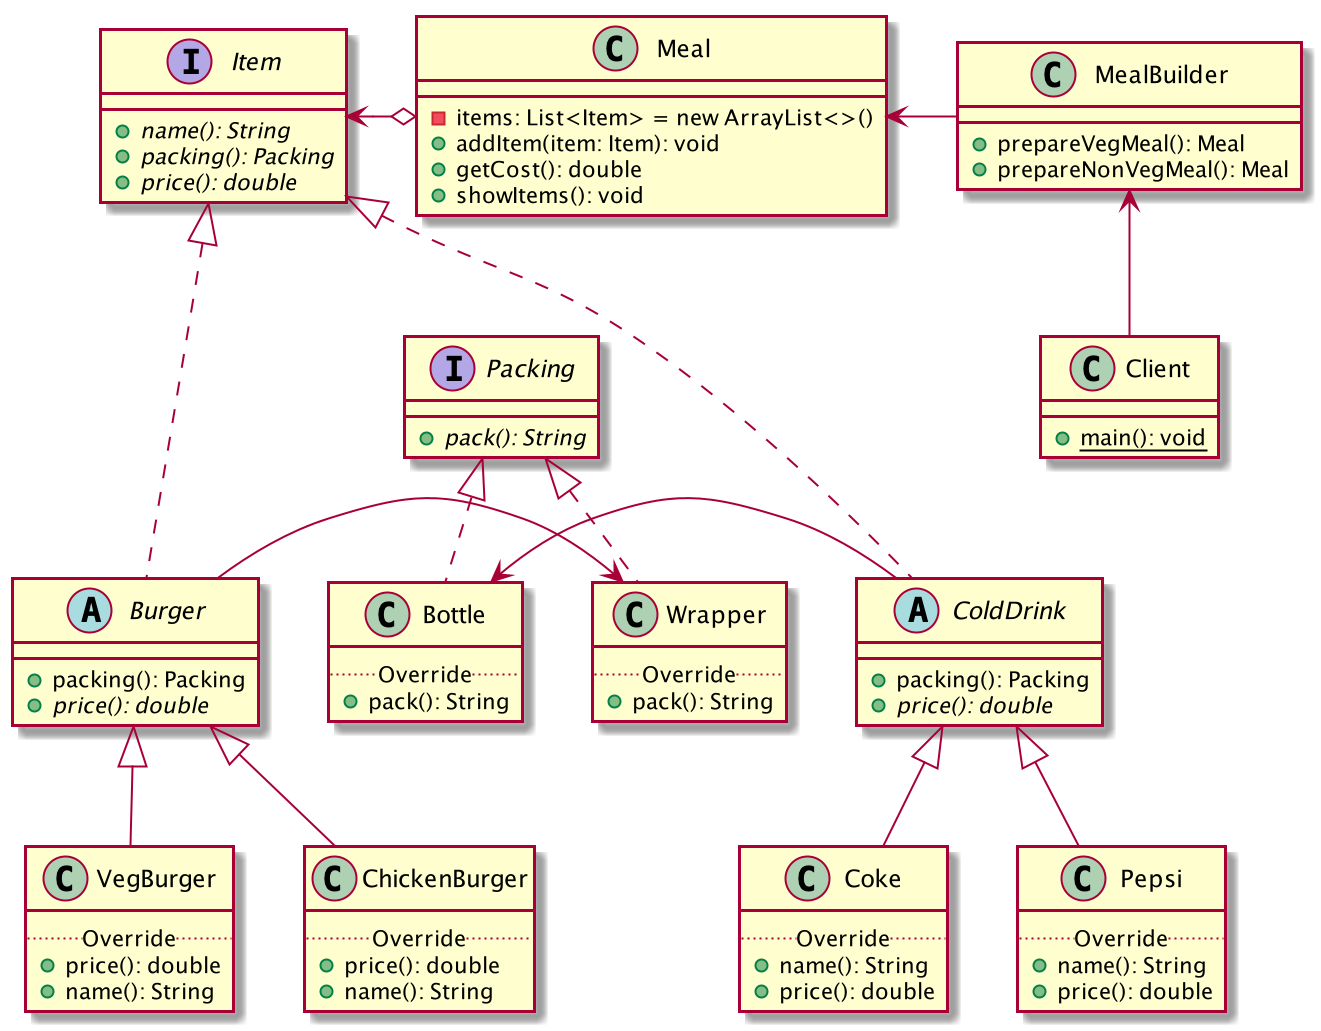 I Item
name(): String
packing(): Packing
price(): double
C Meal
items: List<Item> = new ArrayList<>()
addItem(item: Item): void
getCost(): double
showItems(): void
C MealBuilder
prepareVegMeal(): Meal
prepareNonVegMeal(): Meal
I Packing
pack(): String
C Client
main(): void
A Burger
packing(): Packing
price(): double
C Bottle
Override
pack(): String
C Wrapper
Override
pack(): String
A ColdDrink
packing(): Packing
price(): double
C VegBurger
Override
price(): double
name(): String
C ChickenBurger
Override
price(): double
name(): String
C Coke
Override
name(): String
price(): double
C Pepsi
Override
name(): String
price(): double